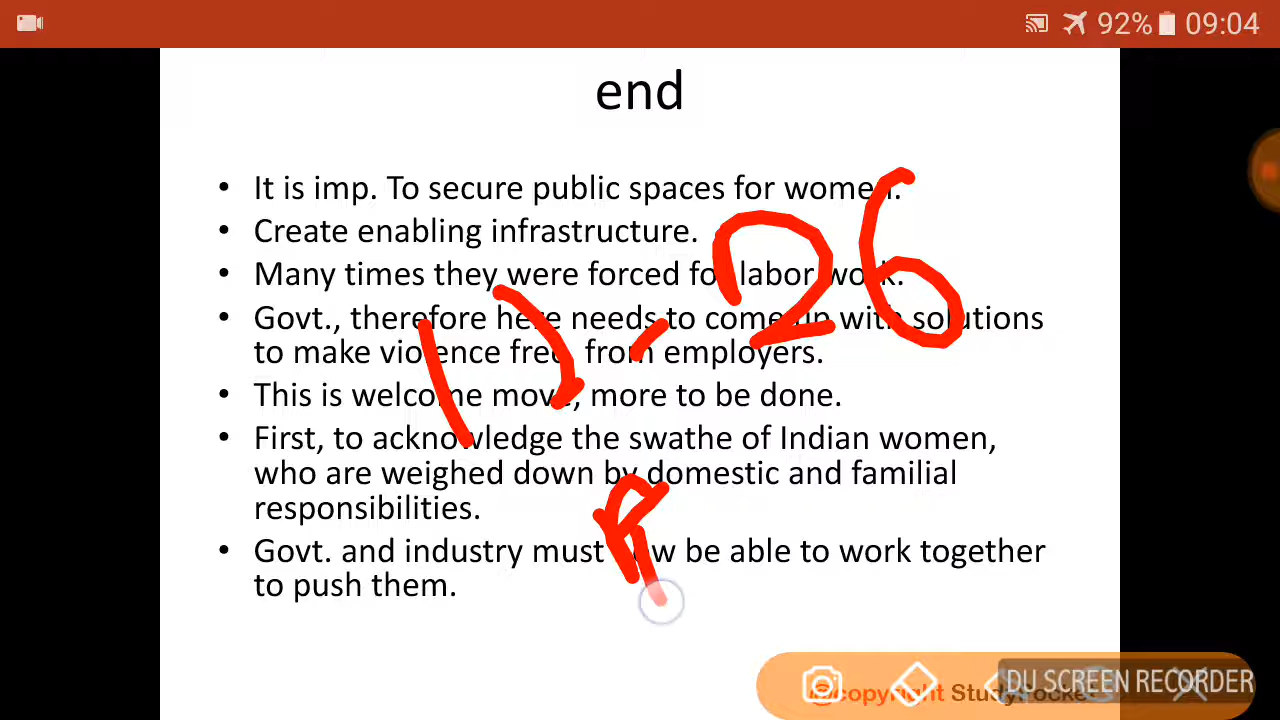 92% 09:04
end
• It is imp. To secure public spaces for women.
• Create enabling infrastructure.
• Many times they were forced for labor work.
• Govt., therefore here needs to come up with solutions
to make violence free from employers.
• This is welcome move, more to be done.
• First, to acknowledge the swathe of Indian women,
who are weighed down by domestic and familial
responsibilities.
• Govt. and industry must now be able to work together
to push them.
26
DU SCREEN RECORDER
@copyright StudyPocket